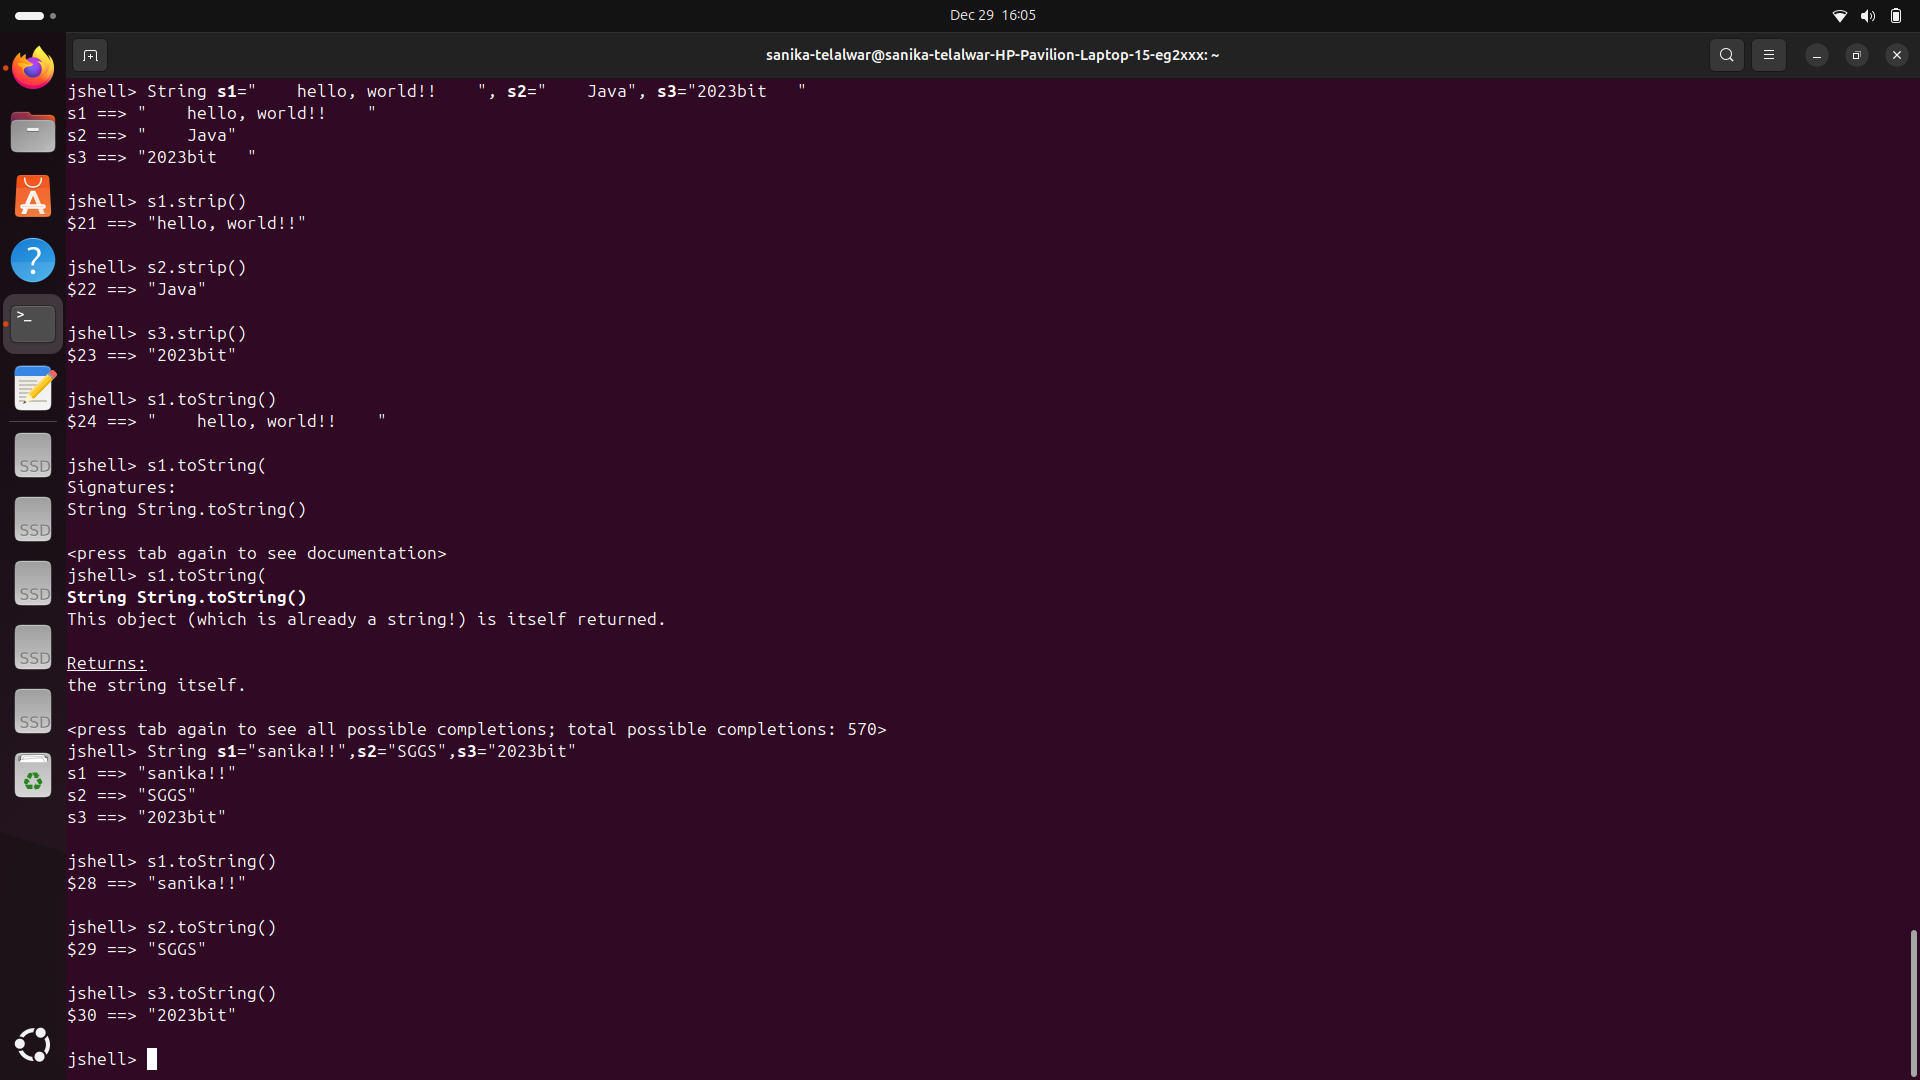 Dec 29 16:05
sanika-telalwar@sanika-telalwar-HP-Pavilion-Laptop-15-eg2xxx: ~
jshell> String s1="    hello, world!!    ", s2="    Java", s3="2023bit   "
s1 ==> "    hello, world!!    "
s2 ==> "    Java"
s3 ==> "2023bit   "
jshell> s1.strip()
$21 ==> "hello, world!!"
jshell> s2.strip()
$22 ==> "Java"
jshell> s3.strip()
$23 ==> "2023bit"
jshell> s1.toString()
$24 ==> "    hello, world!!    "
jshell> s1.toString(
Signatures:
String String.toString()
<press tab again to see documentation>
jshell> s1.toString(
String String.toString()
This object (which is already a string!) is itself returned.
Returns:
the string itself.
<press tab again to see all possible completions; total possible completions: 570>
jshell> String s1="sanika!!",s2="SGGS",s3="2023bit"
s1 ==> "sanika!!"
s2 ==> "SGGS"
s3 ==> "2023bit"
jshell> s1.toString()
$28 ==> "sanika!!"
jshell> s2.toString()
$29 ==> "SGGS"
jshell> s3.toString()
$30 ==> "2023bit"
jshell>
?
>_
SSD
SSD
SSD
SSD
SSD